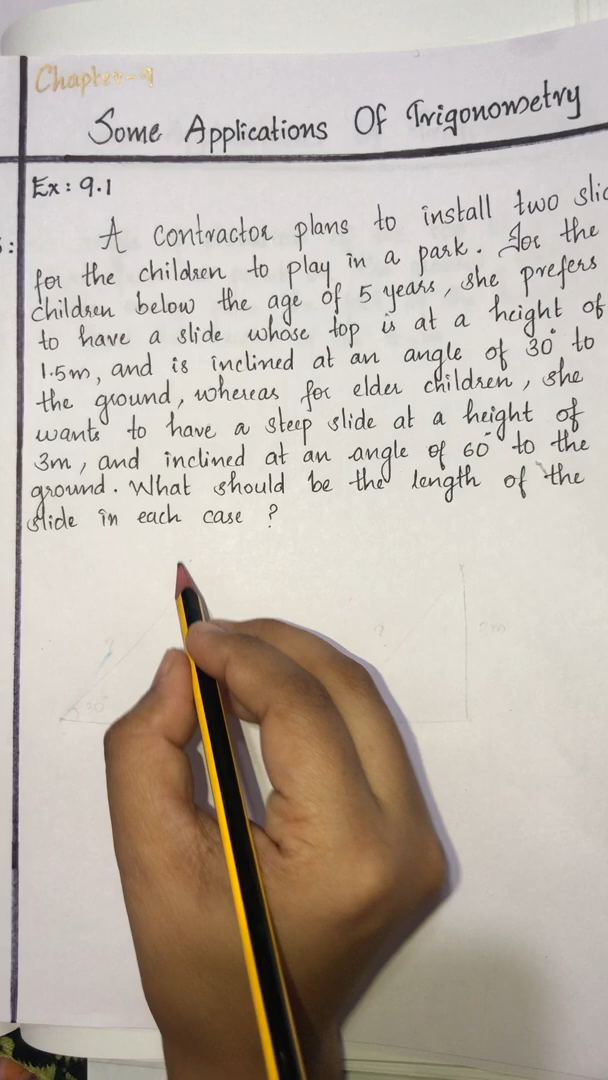 Chapter-9
Some Applications Of Trigonometry
Ex: 9.1
A contractor plans to install two
for the children to play in a park. For the
children below the age of 5 years, she prefers
to have a slide whose top is at a height of
1.5m, and is inclined at an angle of 30° to
the ground, whereas for elder children, she
wants to have a steep slide at a height of
3m, and inclined at an angle of 60° to the
ground. What should be the length of the
slide in each case ?
?
?
3m
30°